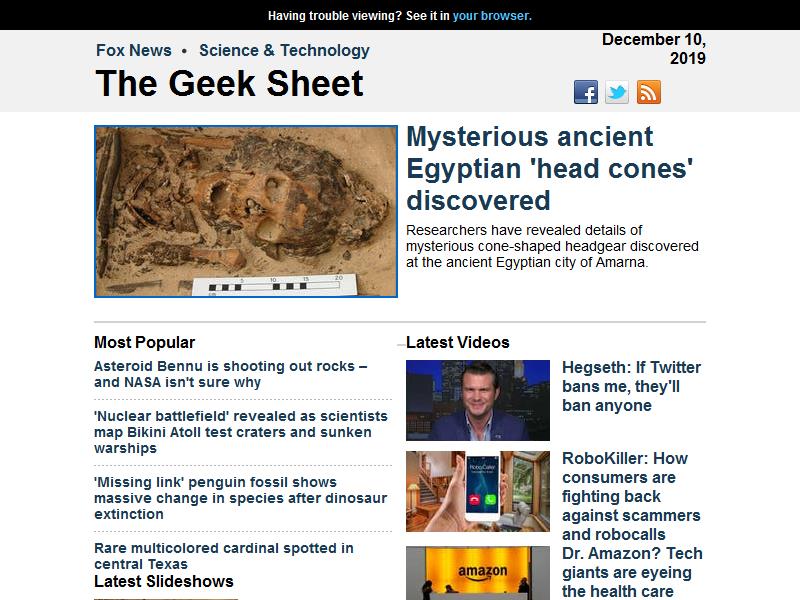 Having trouble viewing? See it in your browser.
Fox News • Science & Technology
The Geek Sheet
December 10,
2019
Mysterious ancient
Egyptian 'head cones'
discovered
Researchers have revealed details of
mysterious cone-shaped headgear discovered
at the ancient Egyptian city of Amarna.
5
10
15
20
cm
Most Popular
Asteroid Bennu is shooting out rocks –
and NASA isn't sure why
'Nuclear battlefield' revealed as scientists
map Bikini Atoll test craters and sunken
warships
'Missing link' penguin fossil shows
massive change in species after dinosaur
extinction
Rare multicolored cardinal spotted in
central Texas
Latest Slideshows
Latest Videos
Hegseth: If Twitter
bans me, they'll
ban anyone
RoboCaller
RoboKiller: How
consumers are
fighting back
against scammers
and robocalls
amazon
Dr. Amazon? Tech
giants are eyeing
the health care